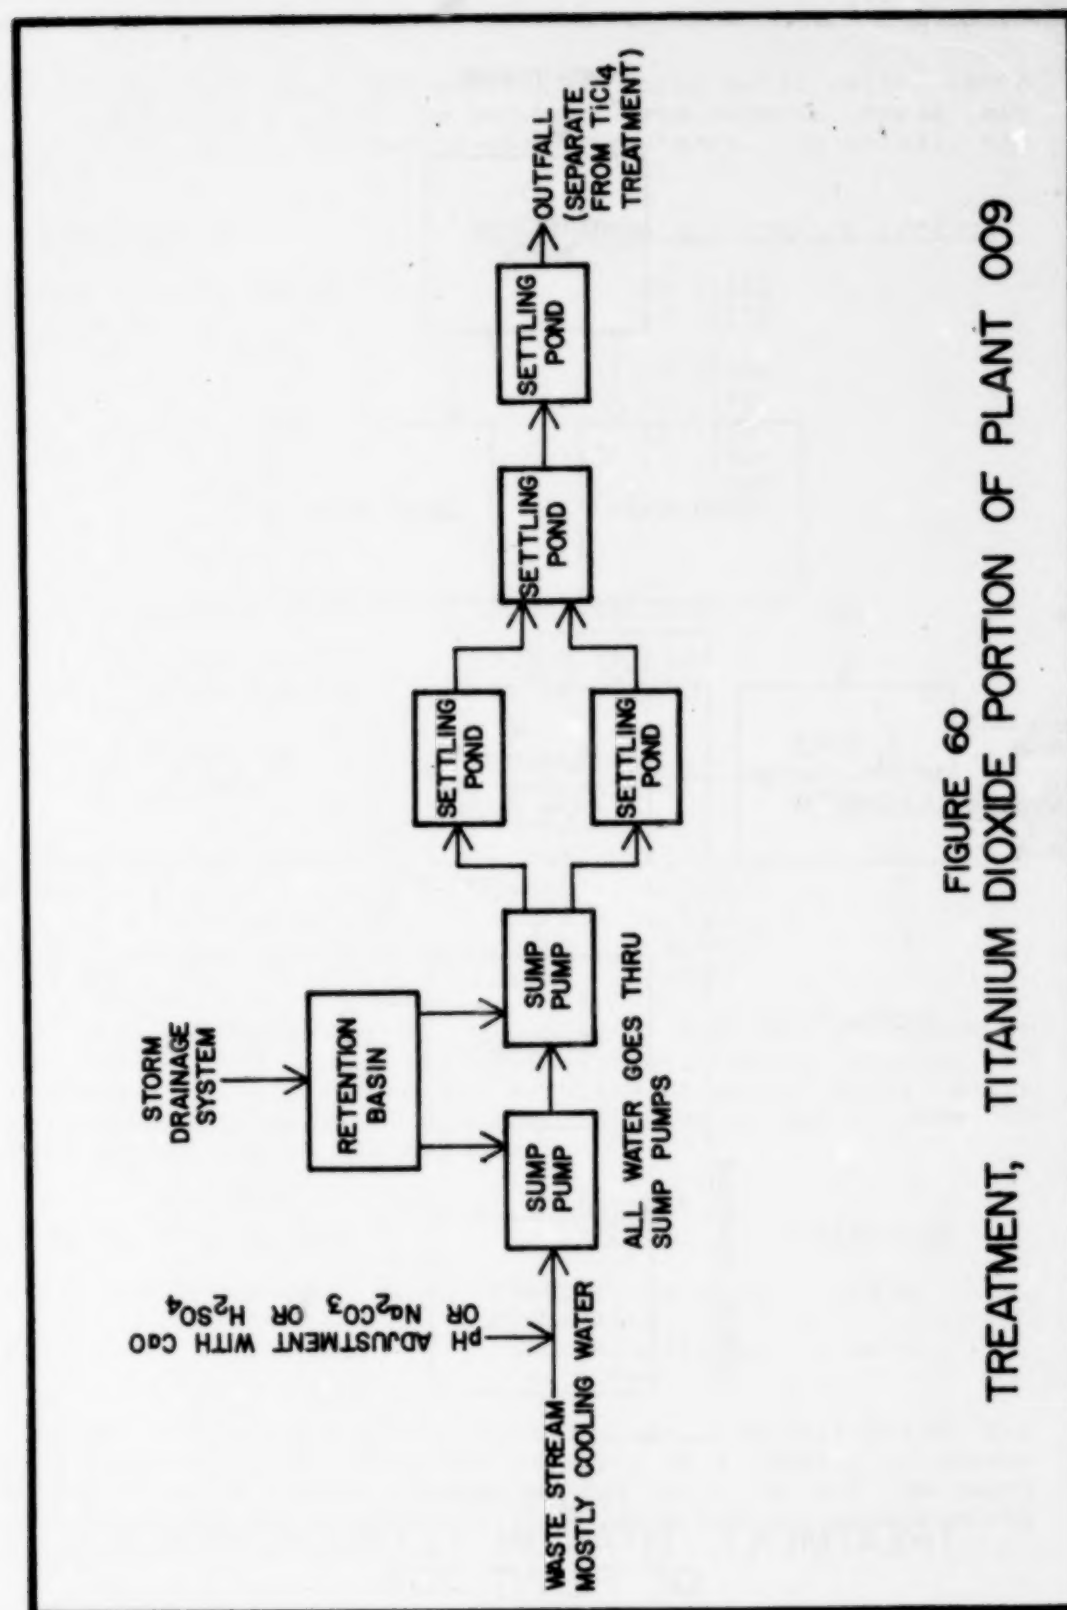 STORM
DRAINAGE
SYSTEM
RETENTION
BASIN
pH ADJUSTMENT WITH CaO
OR Na₂CO₃ OR H₂SO₄
WASTE STREAM
MOSTLY COOLING WATER
SUMP
PUMP
SUMP
PUMP
ALL WATER GOES THRU
SUMP PUMPS
SETTLING
POND
SETTLING
POND
SETTLING
POND
SETTLING
POND
OUTFALL
(SEPARATE
FROM TiCl₄
TREATMENT)
FIGURE 60
TREATMENT, TITANIUM DIOXIDE PORTION OF PLANT 009